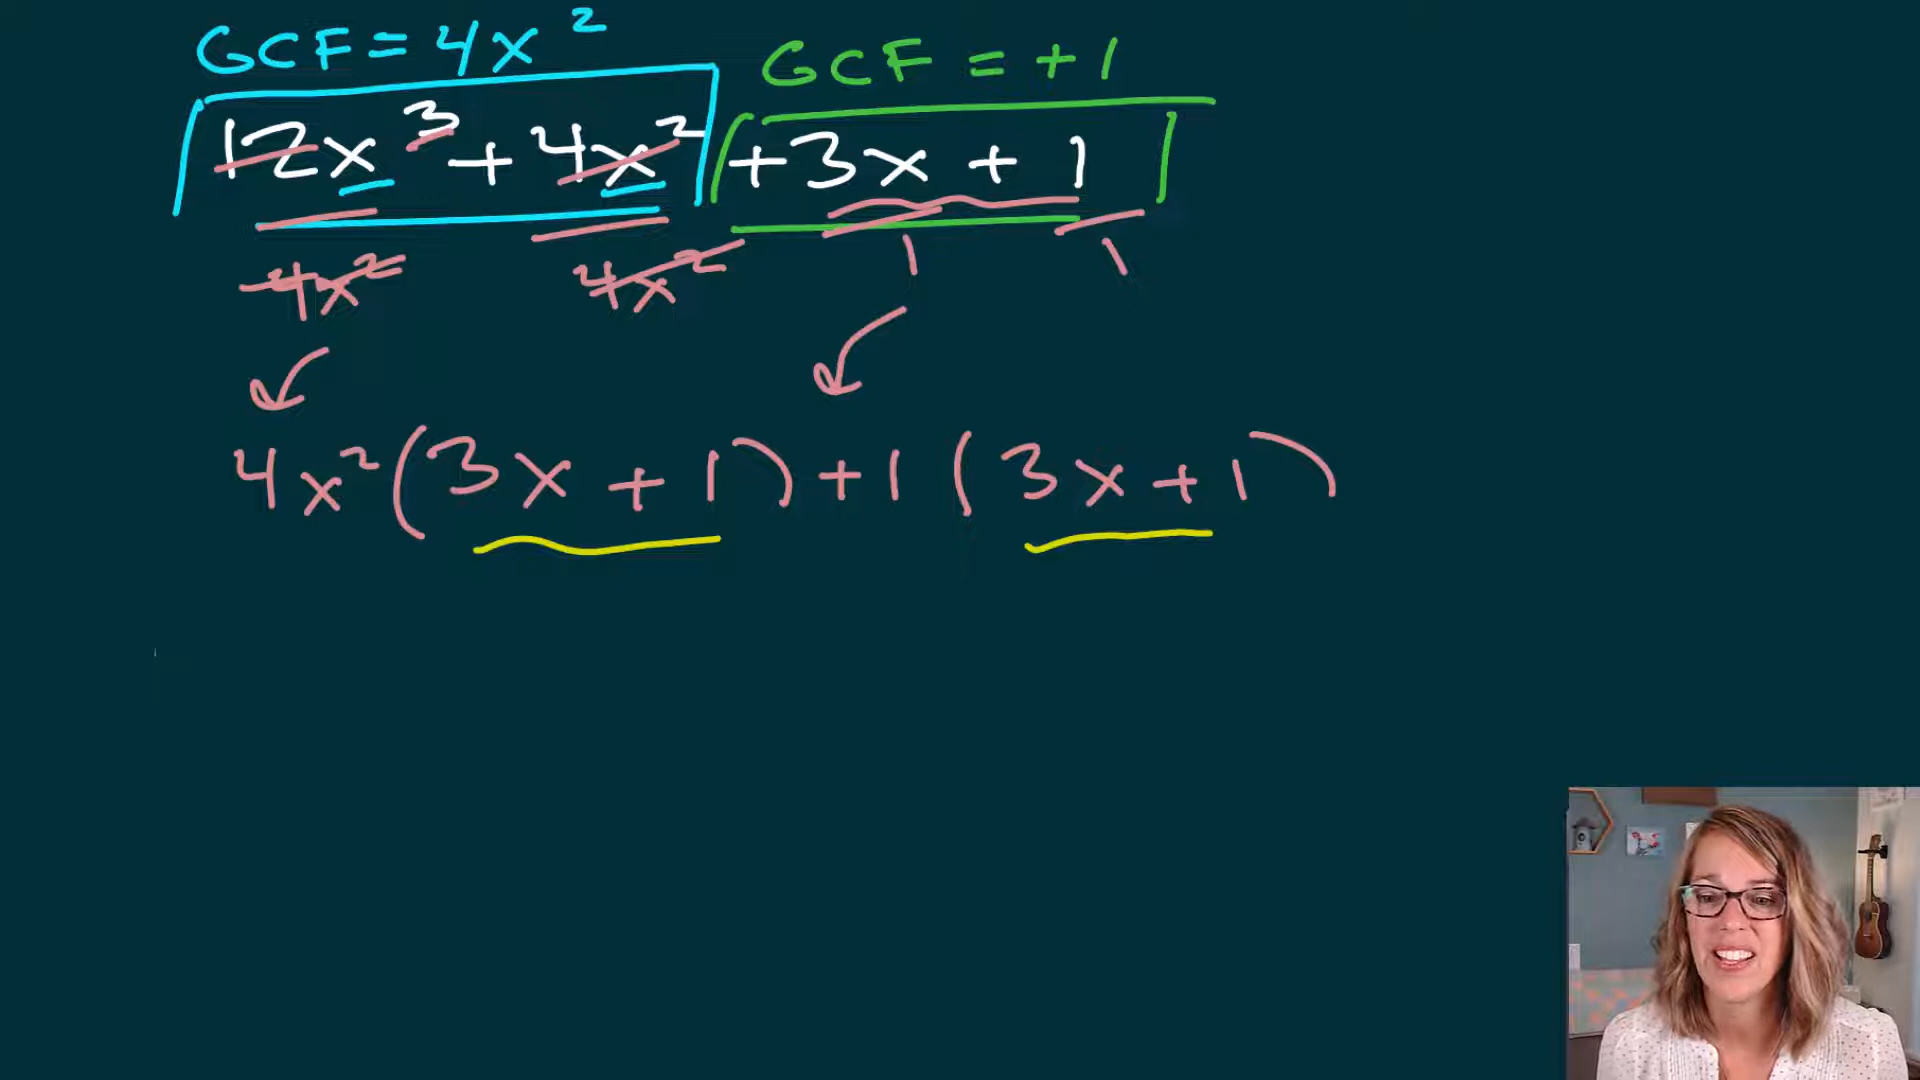 GCF = 4x² GCF = +1
12x³ + 4x² + 3x + 1
4x² 4x² 1 1
4x² (3x + 1) + 1 (3x + 1)